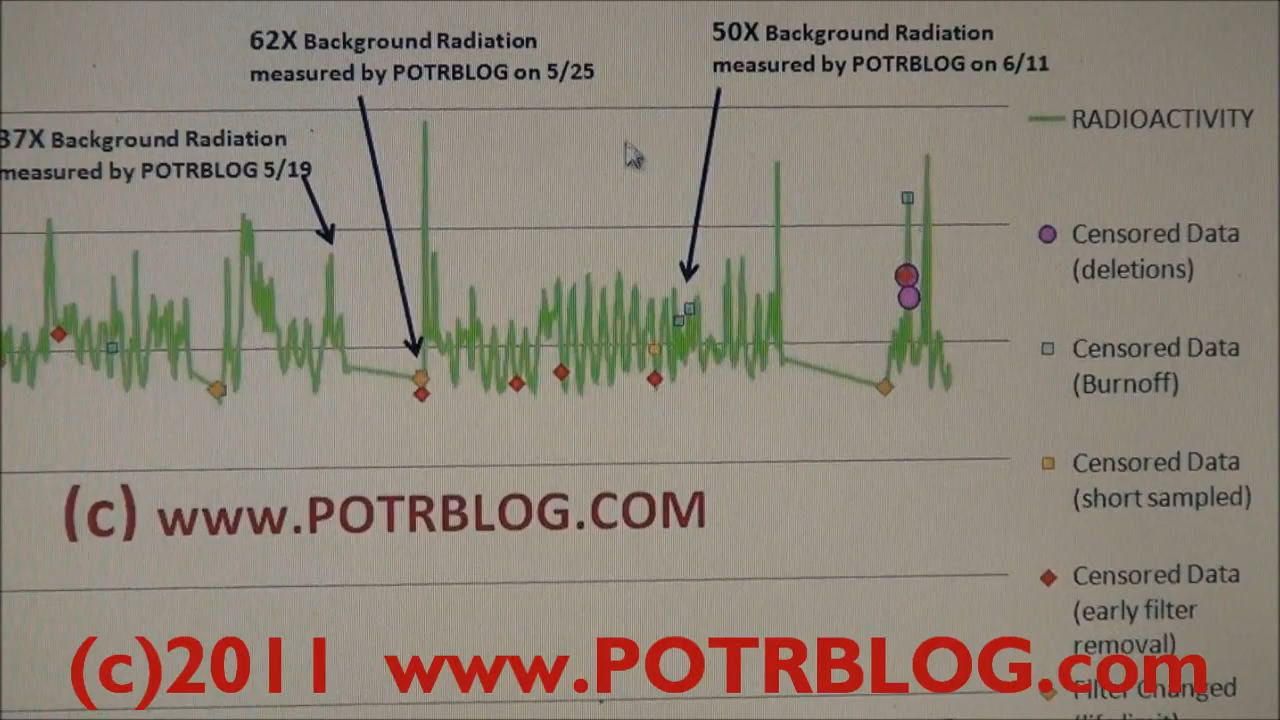 62X Background Radiation
measured by POTRBLOG on 5/25
50X Background Radiation
measured by POTRBLOG on 6/11
37X Background Radiation
measured by POTRBLOG 5/19
RADIOACTIVITY
Censored Data
(deletions)
Censored Data
(Burnoff)
Censored Data
(short sampled)
Censored Data
(early filter
removal)
Filter Changed
(c) www.POTRBLOG.COM
(c)2011 www.POTRBLOG.com